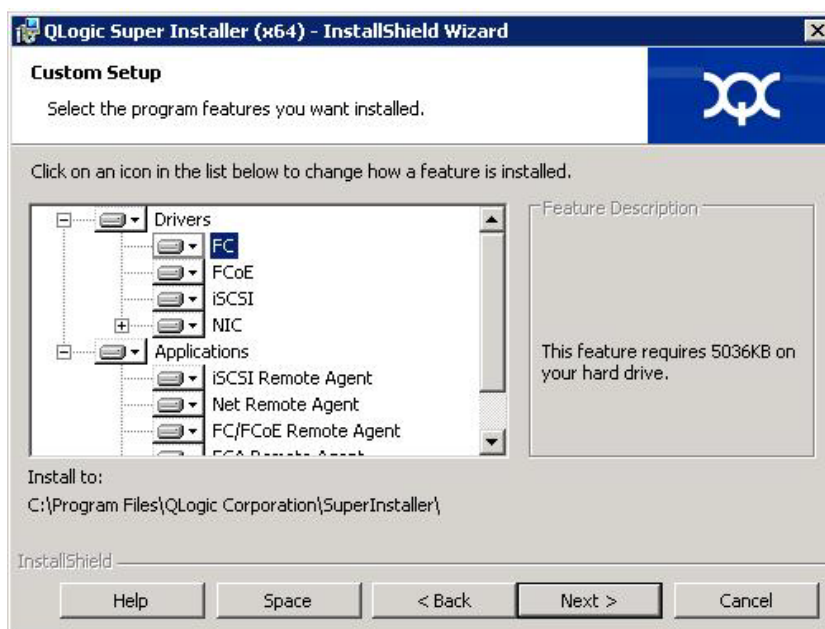 QLogic Super Installer (x64) - InstallShield Wizard
Custom Setup
Select the program features you want installed.
Click on an icon in the list below to change how a feature is installed.
Drivers
FC
FCoE
iSCSI
NIC
Applications
iSCSI Remote Agent
Net Remote Agent
FC/FCoE Remote Agent
Feature Description
This feature requires 5036KB on
your hard drive.
Install to:
C:\Program Files\QLogic Corporation\SuperInstaller\
InstallShield
Help
Space
< Back
Next >
Cancel